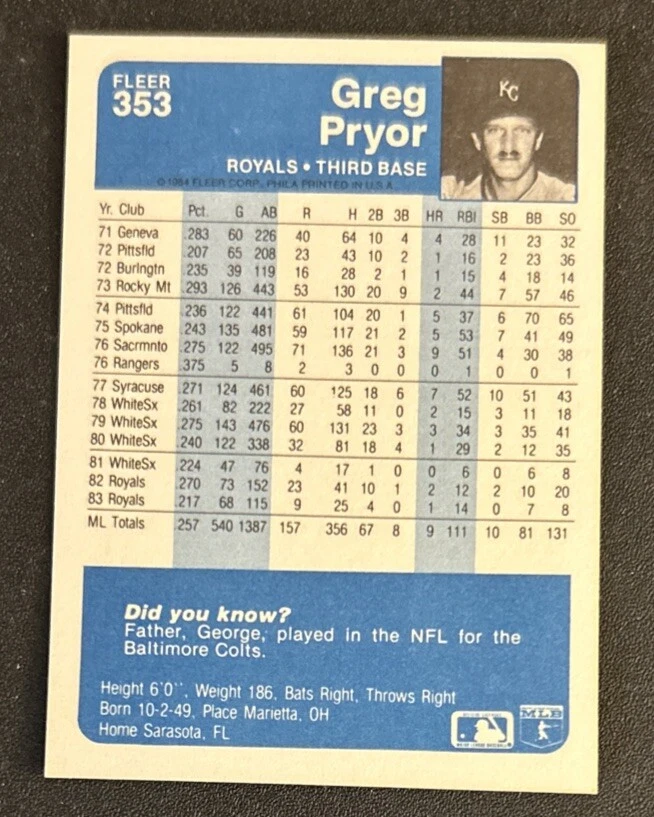 FLEER
353
Greg
Pryor
ROYALS • THIRD BASE
© 1984 FLEER CORP. PHILA PRINTED IN U.S.A.
KC
Yr. Club Pct. G AB R H 2B 3B HR RBI SB BB SO
71 Geneva .283 60 226 40 64 10 4 4 28 11 23 32
72 Pittsfld .207 65 208 23 43 10 2 1 16 2 23 36
72 Burlngtn .235 39 119 16 28 2 1 1 15 4 18 14
73 Rocky Mt .293 126 443 53 130 20 9 2 44 7 57 46
74 Pittsfld .236 122 441 61 104 20 1 5 37 6 70 65
75 Spokane .243 135 481 59 117 21 2 5 53 7 41 49
76 Sacrmnto .275 122 495 71 136 21 3 9 51 4 30 38
76 Rangers .375 5 8 2 3 0 0 0 1 0 0 1
77 Syracuse .271 124 461 60 125 18 6 7 52 10 51 43
78 WhiteSx .261 82 222 27 58 11 0 2 15 3 11 18
79 WhiteSx .275 143 476 60 131 23 3 3 34 3 35 41
80 WhiteSx .240 122 338 32 81 18 4 1 29 2 12 35
81 WhiteSx .224 47 76 4 17 1 0 0 6 0 6 8
82 Royals .270 73 152 23 41 10 1 2 12 2 10 20
83 Royals .217 68 115 9 25 4 0 1 14 0 7 8
ML Totals .257 540 1387 157 356 67 8 9 111 10 81 131
Did you know?
Father, George, played in the NFL for the
Baltimore Colts.
Height 6'0'', Weight 186, Bats Right, Throws Right
Born 10-2-49, Place Marietta, OH
Home Sarasota, FL
MLB